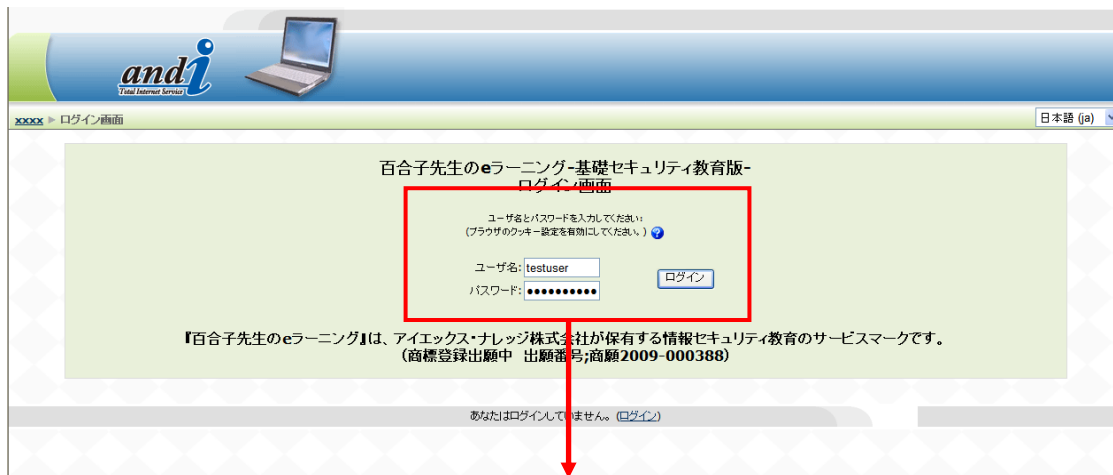 andi
Total Internet Service
xxxx ► ログイン画面
日本語 (ja)
百合子先生のeラーニング-基礎セキュリティ教育版-
ログイン画面
ユーザ名とパスワードを入力してください:
(ブラウザのクッキー設定を有効にしてください。) ?
ユーザ名: testuser
パスワード: ●●●●●●●●●●
ログイン
『百合子先生のeラーニング』は、アイエックス・ナレッジ株式会社が保有する情報セキュリティ教育のサービスマークです。
(商標登録出願中 出願番号;商願2009-000388)
あなたはログインしていません。(ログイン)